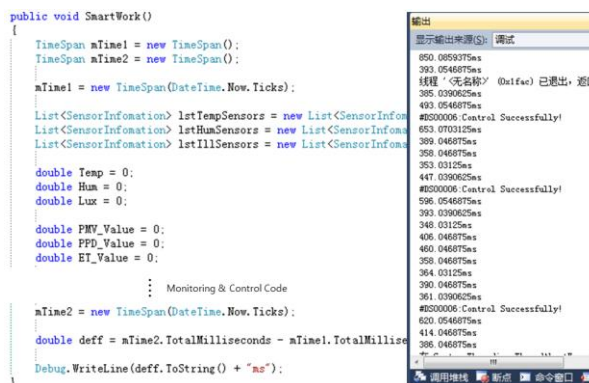 public void SmartWork()
{
TimeSpan mTime1 = new TimeSpan();
TimeSpan mTime2 = new TimeSpan();
mTime1 = new TimeSpan(DateTime.Now.Ticks);
List<SensorInfomation> lstTempSensors = new List<SensorInfom
List<SensorInfomation> lstHumSensors = new List<SensorInfoma
List<SensorInfomation> lstIllSensors = new List<SensorInfoma
double Temp = 0;
double Hum = 0;
double Lux = 0;
double PMV_Value = 0;
double PPD_Value = 0;
double ET_Value = 0;
Monitoring & Control Code
mTime2 = new TimeSpan(DateTime.Now.Ticks);
double deff = mTime2.TotalMilliseconds - mTime1.TotalMillise
Debug.WriteLine(deff.ToString() + "ms");
}
输出
显示输出来源(S): 调试
850.0859375ms
393.0546875ms
线程 '<无名称>' (0x1fac) 已退出，返
385.0390625ms
493.0546875ms
#DS00006:Control Successfully!
653.0703125ms
389.046875ms
358.046875ms
353.03125ms
447.0390625ms
#DS00006:Control Successfully!
596.0546875ms
393.0390625ms
348.03125ms
406.046875ms
460.046875ms
358.046875ms
364.03125ms
390.046875ms
361.0390625ms
#DS00006:Control Successfully!
620.0546875ms
414.046875ms
386.046875ms
调用堆栈 断点 命令窗口